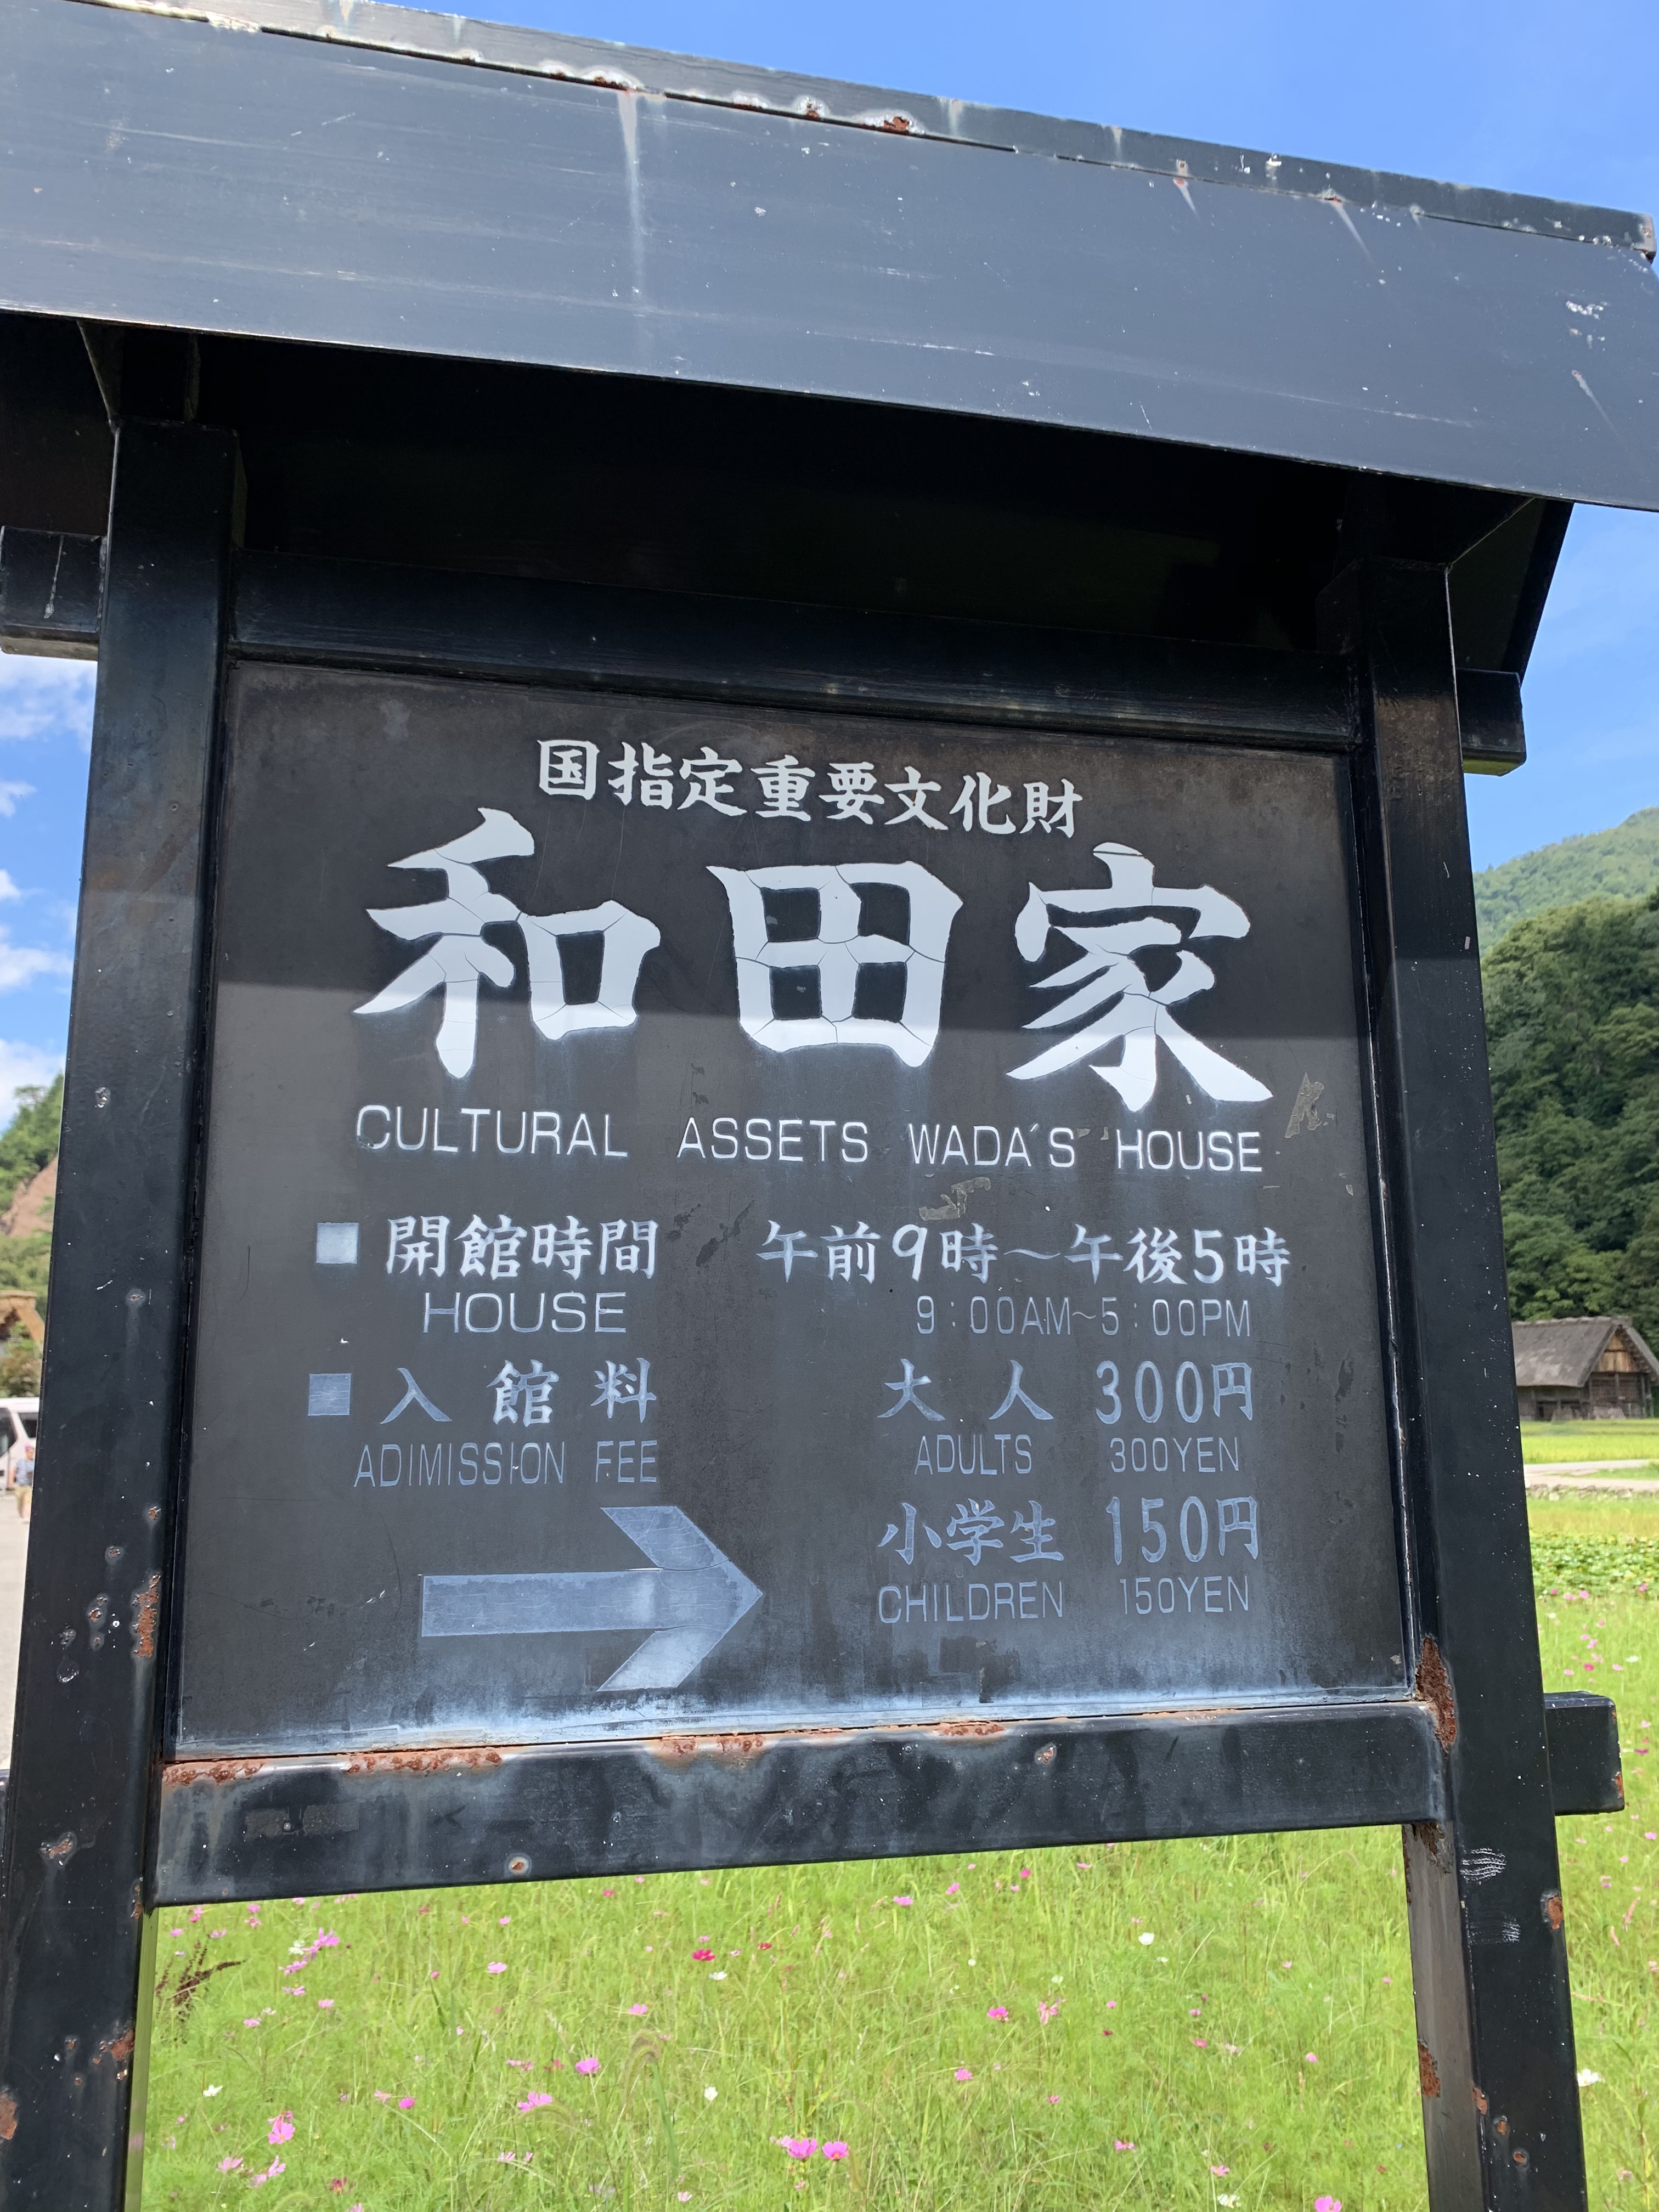 国指定重要文化財
和田家
CULTURAL ASSETS WADA'S HOUSE
■ 開館時間 午前9時～午後5時
HOUSE 9:00AM~5:00PM
■ 入館料 大人 300円
ADIMISSION FEE ADULTS 300YEN
小学生 150円
CHILDREN 150YEN